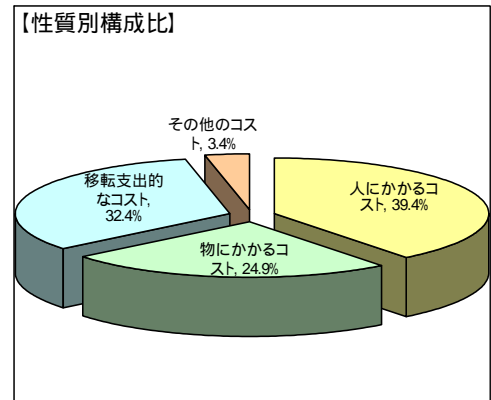 【性質別構成比】
その他のコス
ト, 3.4%
移転支出的
なコスト,
32.4%
人にかかるコ
スト, 39.4%
物にかかるコ
スト, 24.9%